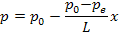 p = p₀ − (p₀−pₑ)/L x